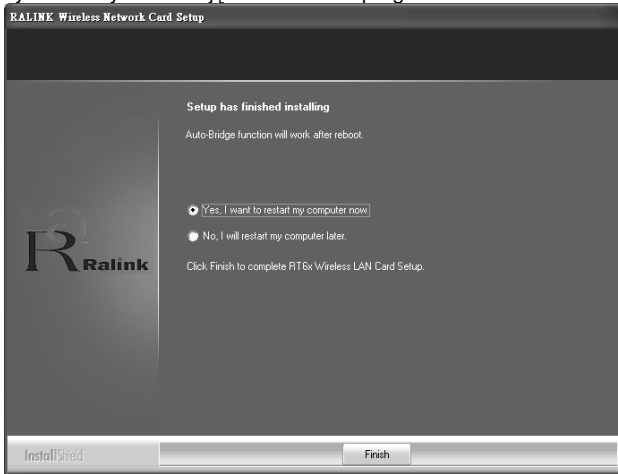 RALINK Wireless Network Card Setup
Setup has finished installing
Auto-Bridge function will work after reboot.
Yes, I want to restart my computer now.
No, I will restart my computer later.
Ralink
Click Finish to complete RT6x Wireless LAN Card Setup.
InstallShield
Finish